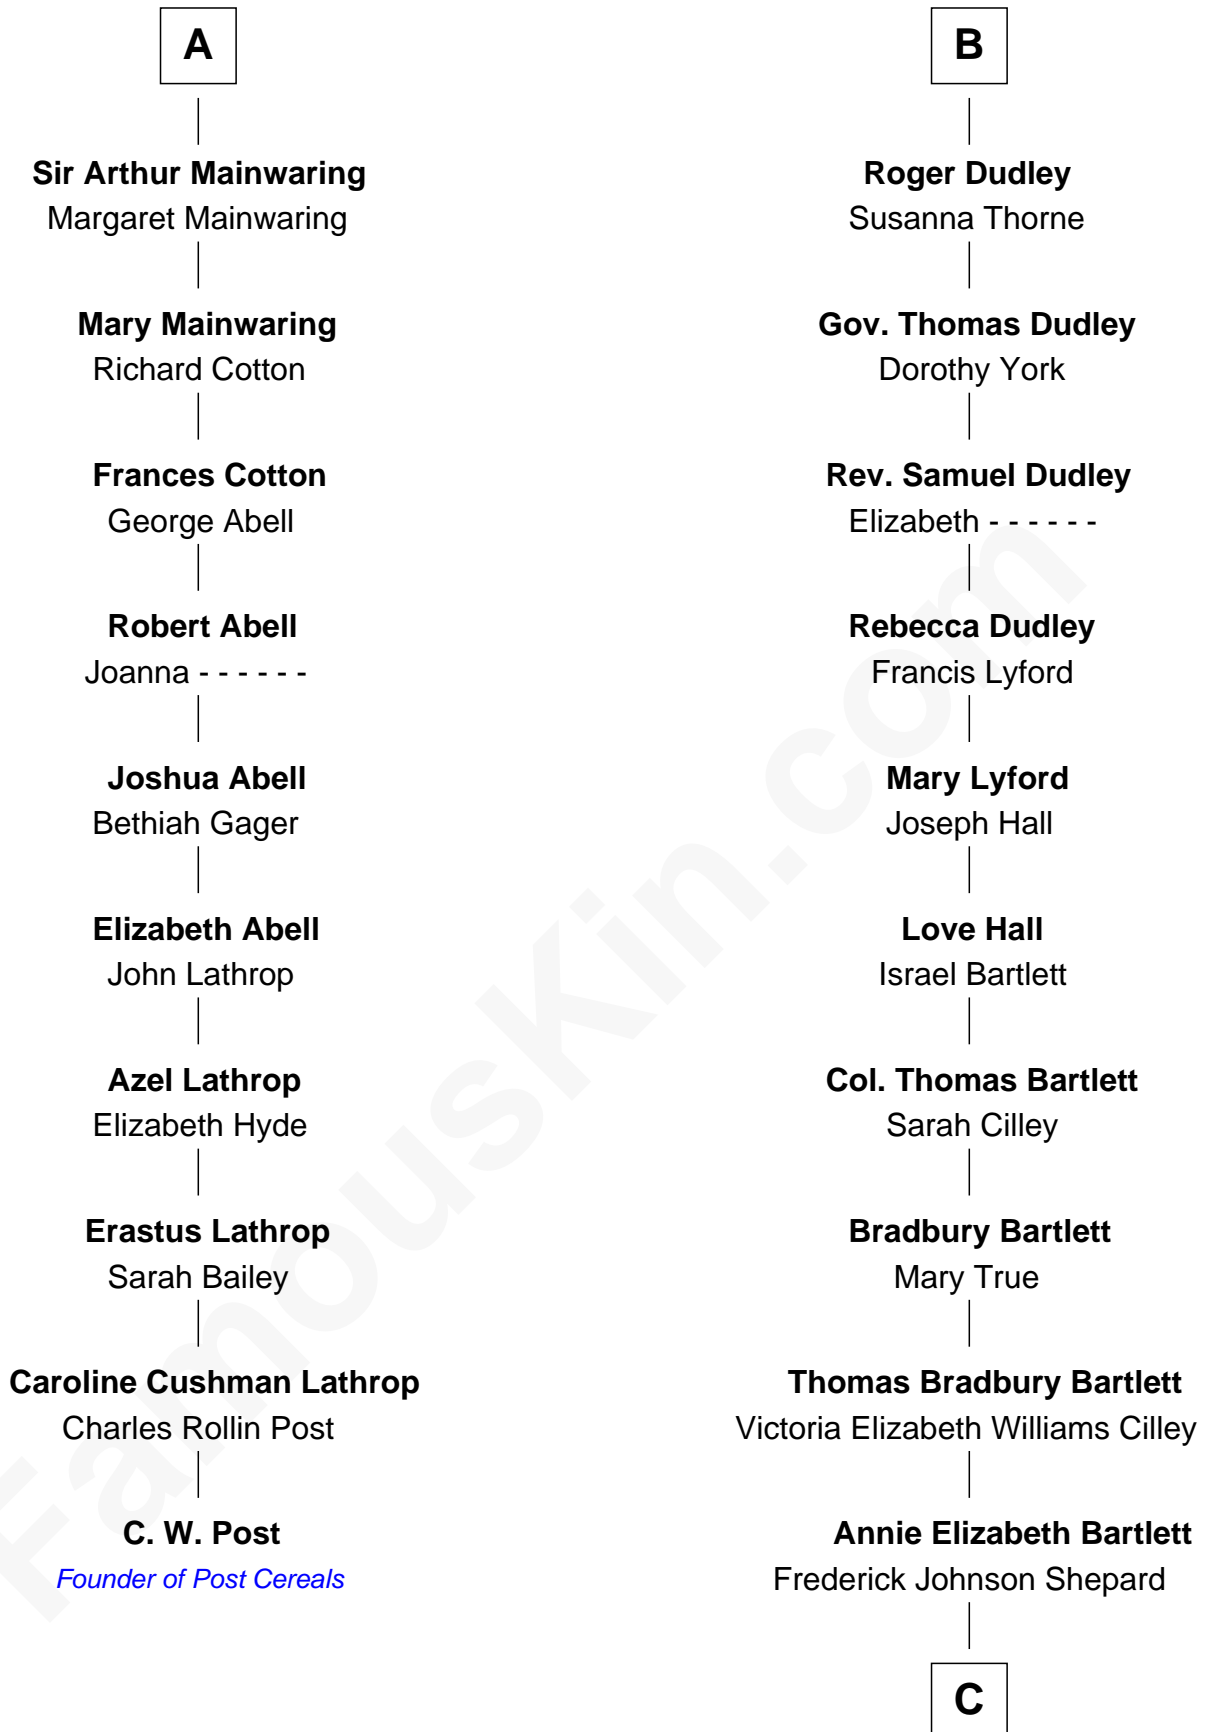 A
Sir Arthur Mainwaring
Margaret Mainwaring
Mary Mainwaring
Richard Cotton
Frances Cotton
George Abell
Robert Abell
Joanna - - - - - -
Joshua Abell
Bethiah Gager
Elizabeth Abell
John Lathrop
Azel Lathrop
Elizabeth Hyde
Erastus Lathrop
Sarah Bailey
Caroline Cushman Lathrop
Charles Rollin Post
C. W. Post
Founder of Post Cereals
B
Roger Dudley
Susanna Thorne
Gov. Thomas Dudley
Dorothy York
Rev. Samuel Dudley
Elizabeth - - - - - -
Rebecca Dudley
Francis Lyford
Mary Lyford
Joseph Hall
Love Hall
Israel Bartlett
Col. Thomas Bartlett
Sarah Cilley
Bradbury Bartlett
Mary True
Thomas Bradbury Bartlett
Victoria Elizabeth Williams Cilley
Annie Elizabeth Bartlett
Frederick Johnson Shepard
C
FamousKin.com